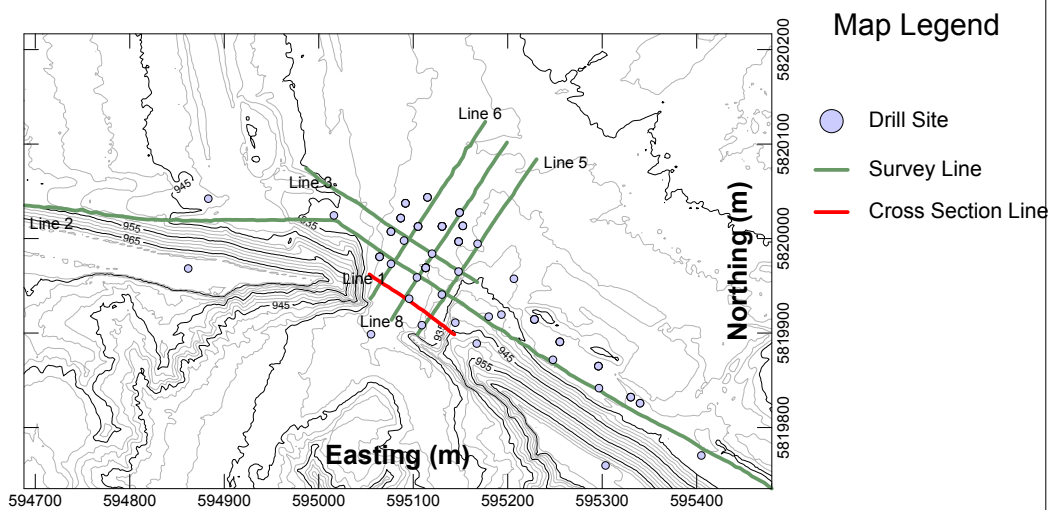 Map Legend
Drill Site
Survey Line
Cross Section Line
Line 6
Line 5
Line 3
Line 2
Line 1
Line 8
945
935
955
965
945
935
945
955
5820200
5820100
5820000
5819900
5819800
Northing (m)
Easting (m)
594700 594800 594900 595000 595100 595200 595300 595400